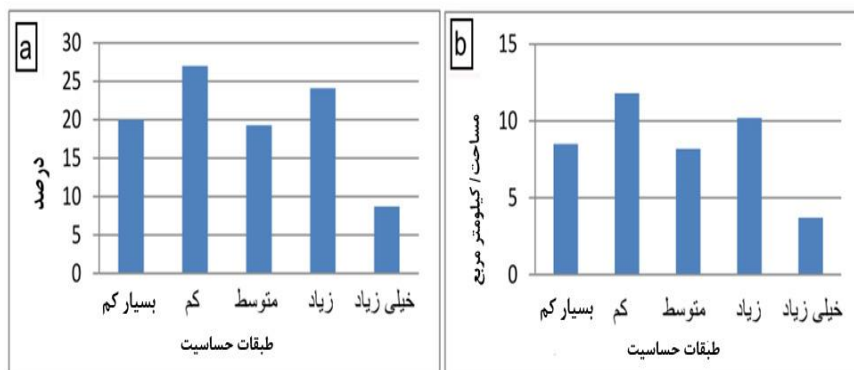 a
30
25
20
15
10
5
0
درصد
بسیار کم
کم
متوسط
زیاد
خیلی زیاد
طبقات حساسیت
b
15
10
5
0
مساحت/ کیلومتر مربع
بسیار کم
کم
متوسط
زیاد
خیلی زیاد
طبقات حساسیت